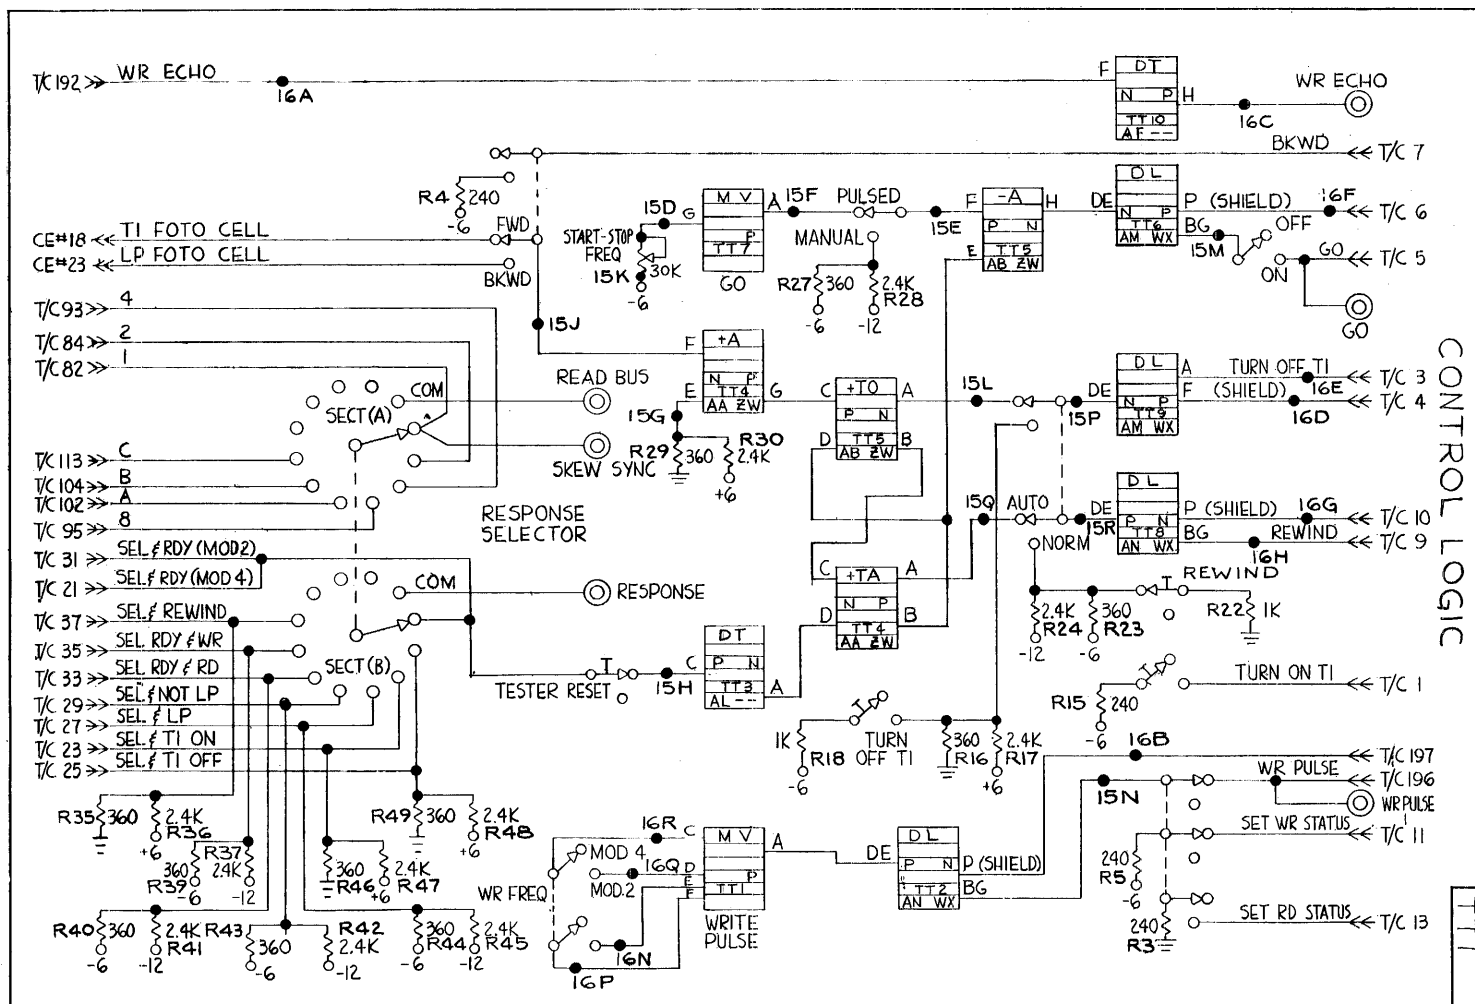 T/C 192 WR ECHO
16A
F DT
N P H
TT10
AF --
16C
WR ECHO
BKWD T/C 7
R4 240
-6
CE#18 TI FOTO CELL
FWD
CE#23 LP FOTO CELL
BKWD
15D G
START-STOP
FREQ
15K 30K
-6
MV A
P
TT7
GO
15F PULSED
MANUAL
15E
R27 360
-6
2.4K
R28
-12
F -A H
P N
E TT5
AB ZW
DE DL
N P
TT6
AM WX
P (SHIELD) 16F T/C 6
BG
15M
OFF
ON
GO T/C 5
GO
T/C 93 4
T/C 84 2
T/C 82 1
15J
F +A
N P
E TT4 G
AA ZW
15G
R29 360
R30
2.4K
+6
COM READ BUS
SECT(A)
SKEW SYNC
T/C 113 C
T/C 104 B
T/C 102 A
T/C 95 8
RESPONSE
SELECTOR
C +TO A
P N
D TT5 B
AB ZW
15L
15P
DE DL
N P
TT9
AM WX
A TURN OFF TI T/C 3
16E
F (SHIELD) T/C 4
16D
15Q AUTO
NORM
15R
DE DL
P N
TT8
AN WX
P (SHIELD) 16G T/C 10
BG REWIND T/C 9
16H
CONTROL LOGIC
T/C 31 SEL & RDY (MOD 2)
T/C 21 SEL & RDY (MOD 4)
T/C 37 SEL & REWIND
T/C 35 SEL RDY & WR
T/C 33 SEL RDY & RD
T/C 29 SEL & NOT LP
T/C 27 SEL & LP
T/C 23 SEL & TI ON
T/C 25 SEL & TI OFF
COM RESPONSE
SECT(B)
TESTER RESET
15H
C DT
P N
TT3 A
AL --
C +TA A
N P
D TT4 B
AA ZW
2.4K
R24
-12
360
R23
-6
REWIND
R22 1K
TURN ON TI T/C 1
R15 240
-6
1K
R18
-6
TURN
OFF TI
360
R16
2.4K
R17
+6
16B T/C 197
15N WR PULSE T/C 196
WR PULSE
SET WR STATUS T/C 11
240
R5
-6
SET RD STATUS T/C 13
240
R3
R35 360
2.4K
R36
+6
360
R39
-6
R37
2.4K
-12
R49 360
2.4K
R48
+6
360
R46
2.4K
R47
+6
R40 360
-6
2.4K
R41
-12
R43
360
-6
R42
2.4K
-12
360
R44
-6
2.4K
R45
-12
WR FREQ
MOD 4
MOD.2
16R C
16Q D
E
F
16N
16P
MV A
P
TT1
WRITE
PULSE
DE DL
P N
TT2
AN WX
P (SHIELD)
BG